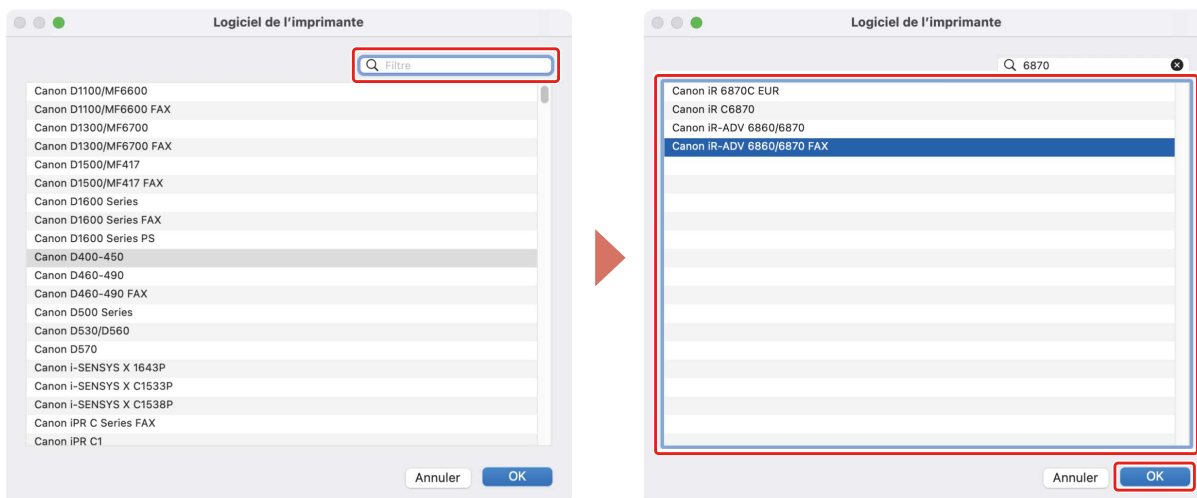 Logiciel de l'imprimante
Filtre
Canon D1100/MF6600
Canon D1100/MF6600 FAX
Canon D1300/MF6700
Canon D1300/MF6700 FAX
Canon D1500/MF417
Canon D1500/MF417 FAX
Canon D1600 Series
Canon D1600 Series FAX
Canon D1600 Series PS
Canon D400-450
Canon D460-490
Canon D460-490 FAX
Canon D500 Series
Canon D530/D560
Canon D570
Canon i-SENSYS X 1643P
Canon i-SENSYS X C1533P
Canon i-SENSYS X C1538P
Canon iPR C Series FAX
Canon iPR C1
Annuler OK
Logiciel de l'imprimante
6870
Canon iR 6870C EUR
Canon iR C6870
Canon iR-ADV 6860/6870
Canon iR-ADV 6860/6870 FAX
Annuler OK